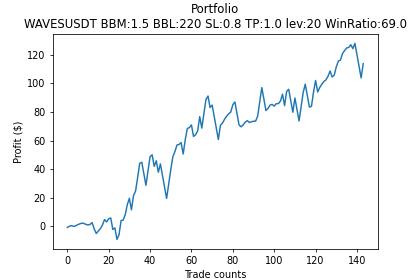 Portfolio
WAVESUSDT BBM:1.5 BBL:220 SL:0.8 TP:1.0 lev:20 WinRatio:69.0
120
100
80
60
40
20
0
Profit ($)
0 20 40 60 80 100 120 140
Trade counts